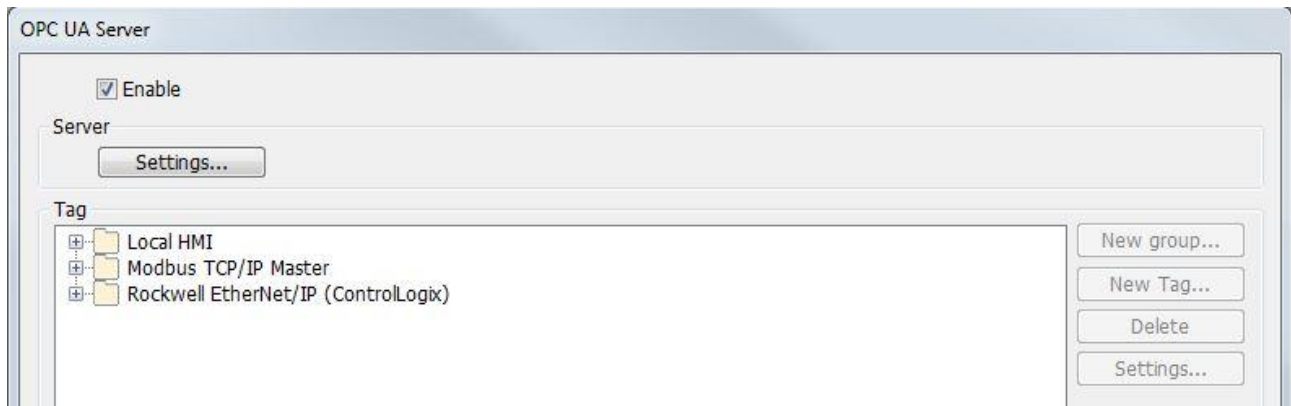 OPC UA Server
Enable
Server
Settings...
Tag
Local HMI
Modbus TCP/IP Master
Rockwell EtherNet/IP (ControlLogix)
New group...
New Tag...
Delete
Settings...